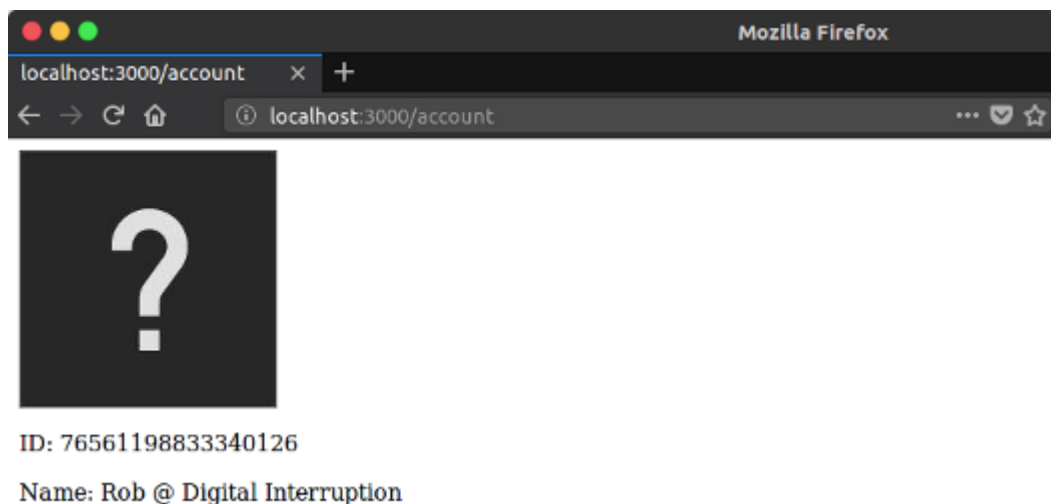 Mozilla Firefox
localhost:3000/account
localhost:3000/account
?
ID: 76561198833340126
Name: Rob @ Digital Interruption